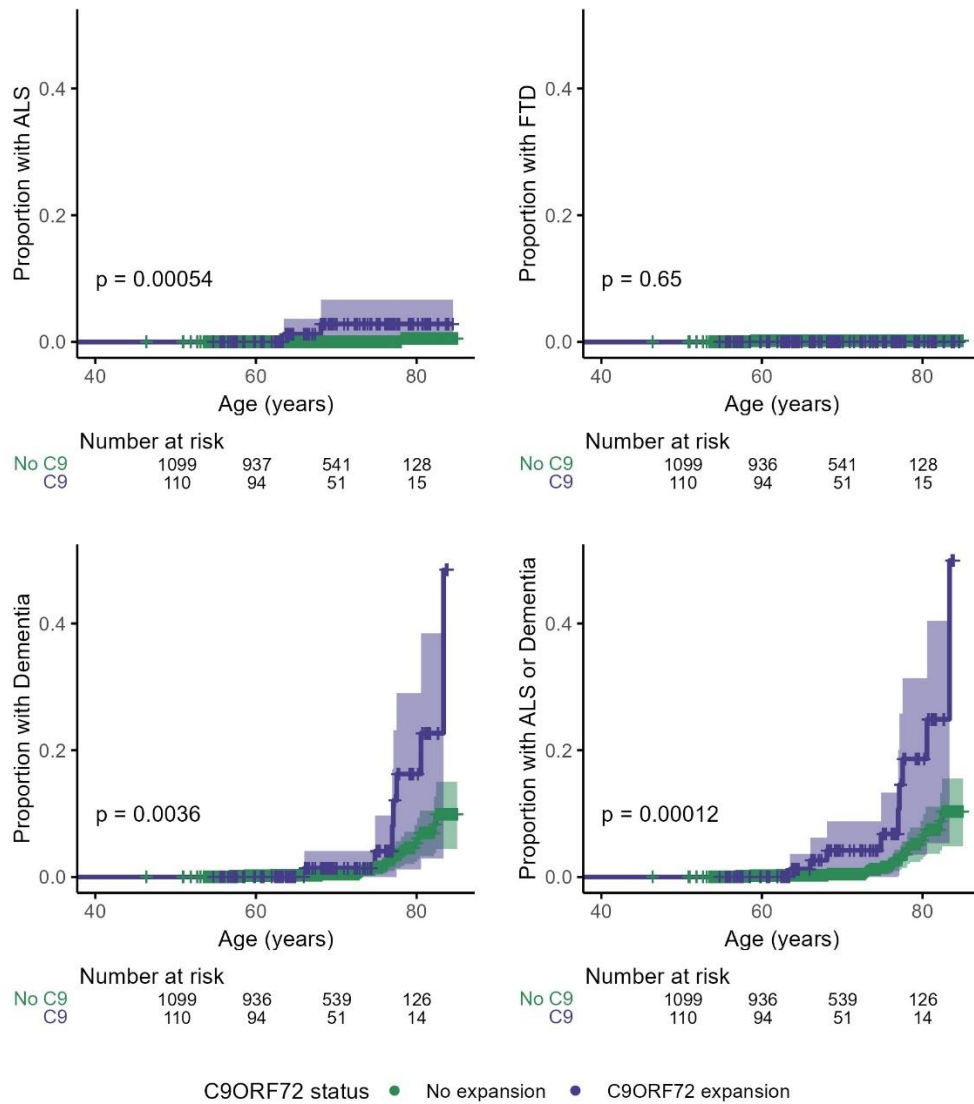 Proportion with ALS
0.4
0.2
0.0
p = 0.00054
40 60 80
Age (years)
Number at risk
No C9 1099 937 541 128
C9 110 94 51 15
Proportion with FTD
0.4
0.2
0.0
p = 0.65
40 60 80
Age (years)
Number at risk
No C9 1099 936 541 128
C9 110 94 51 15
Proportion with Dementia
0.4
0.2
0.0
p = 0.0036
40 60 80
Age (years)
Number at risk
No C9 1099 936 539 126
C9 110 94 51 14
Proportion with ALS or Dementia
0.4
0.2
0.0
p = 0.00012
40 60 80
Age (years)
Number at risk
No C9 1099 936 539 126
C9 110 94 51 14
C9ORF72 status No expansion C9ORF72 expansion